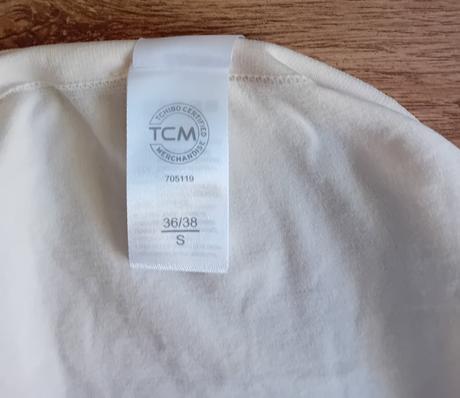 TCHIBO CERTIFIED
TCM
MERCHANDISE
705119
36/38
S